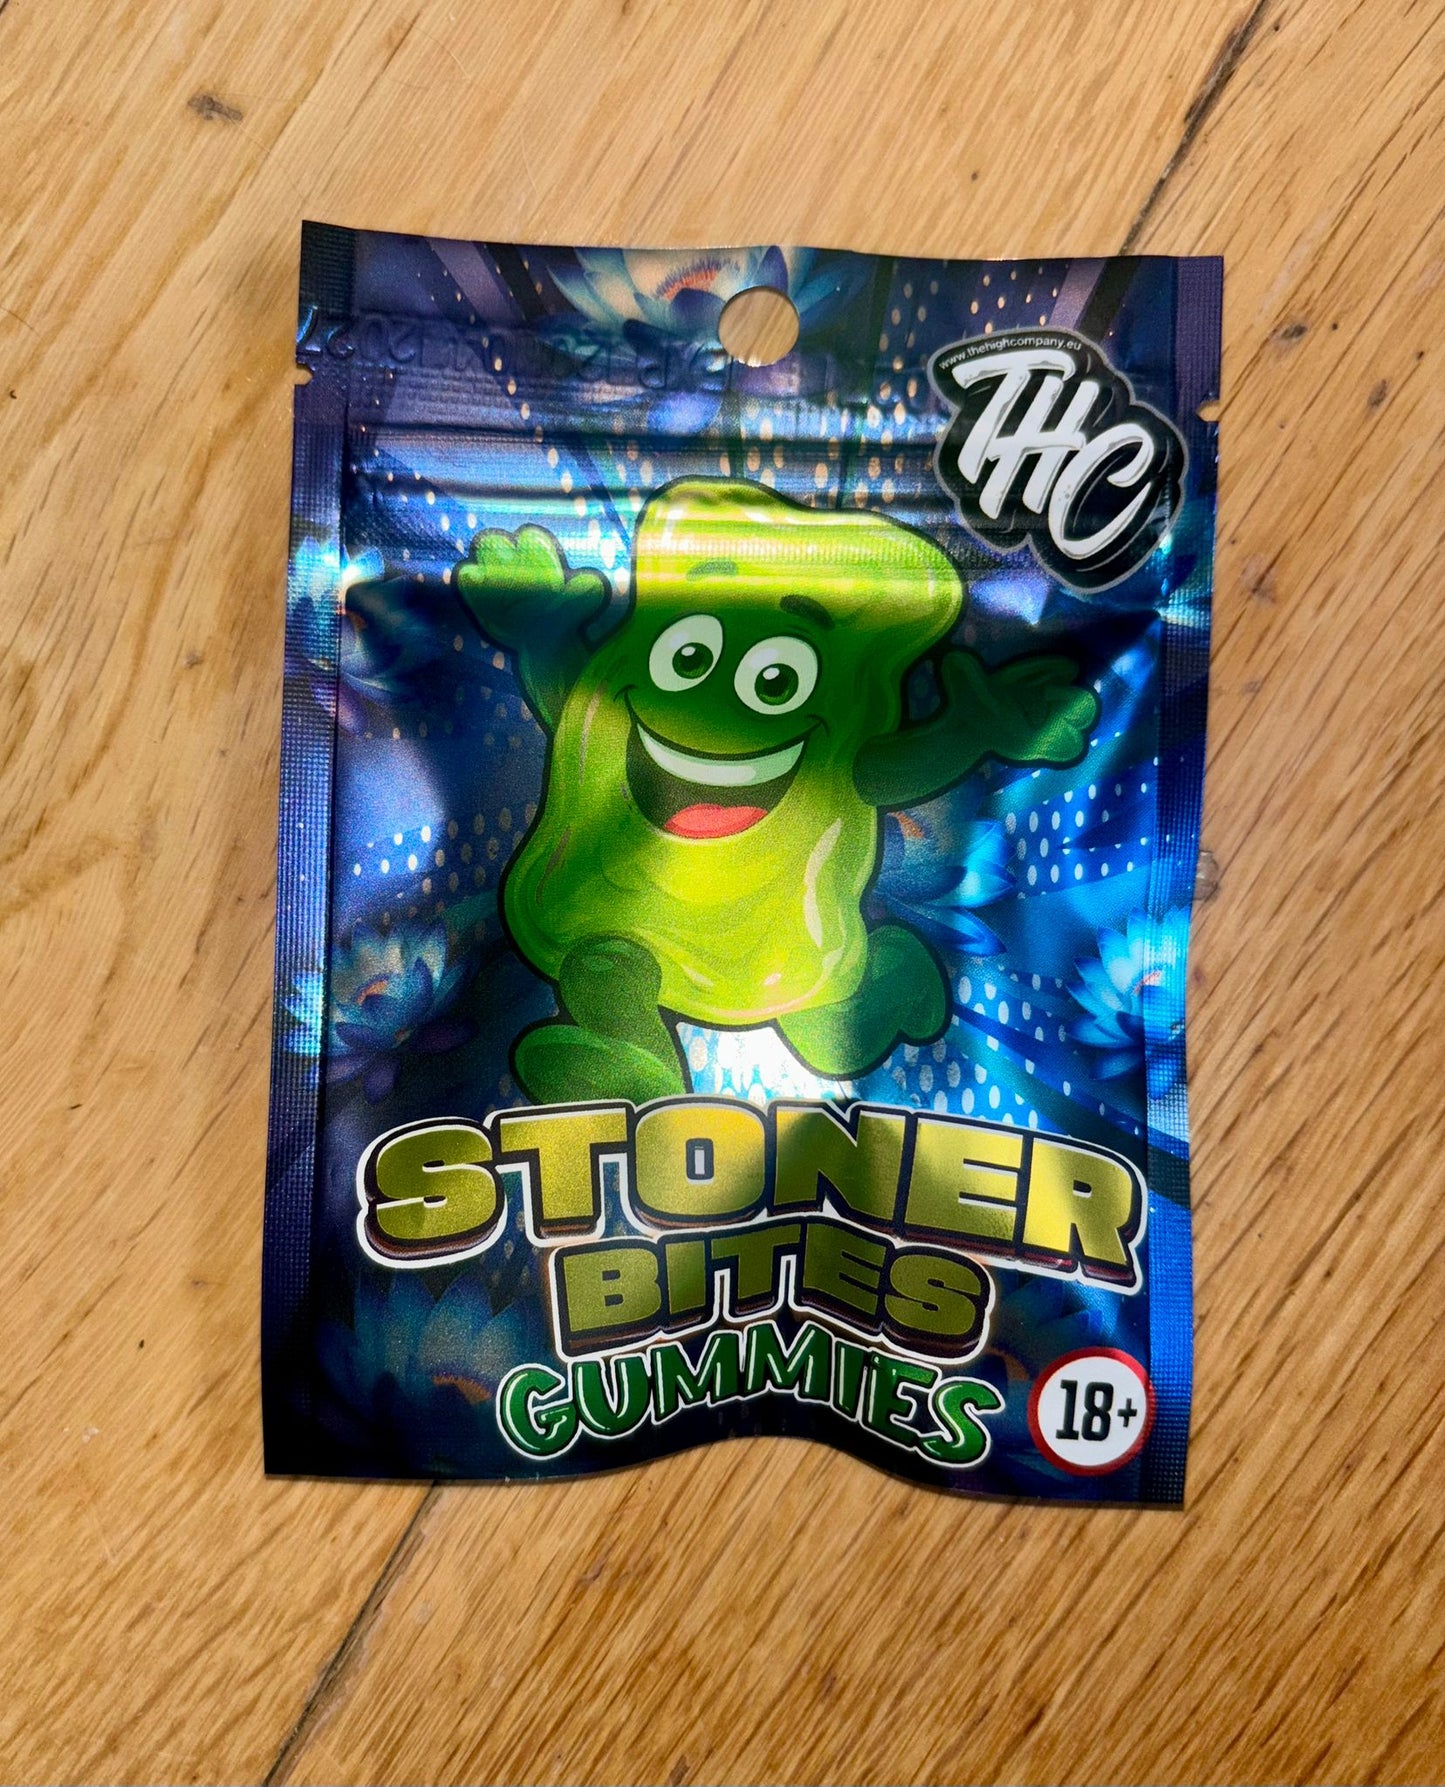 www.thehighcompany.eu
THC
STONER
BITES
GUMMIES
18+